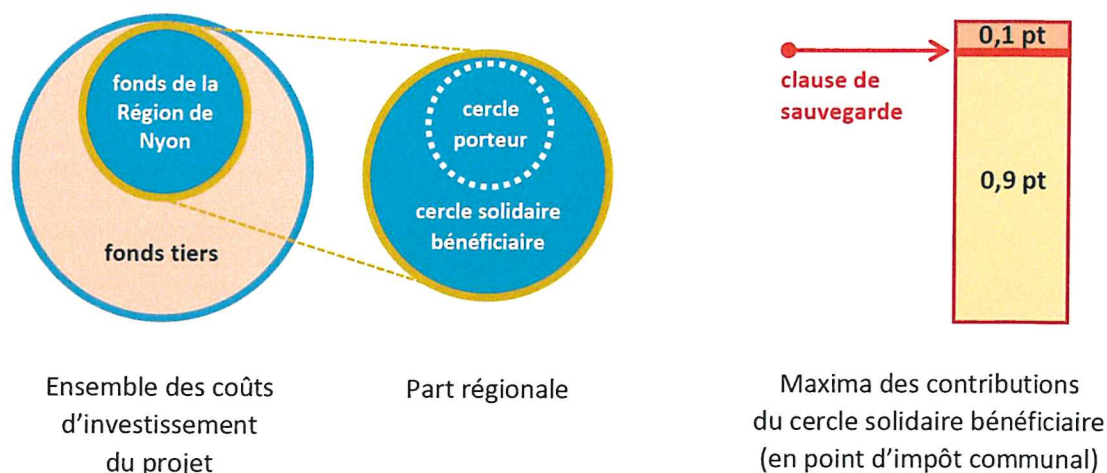 fonds de la
Région de
Nyon
fonds tiers
cercle
porteur
cercle solidaire
bénéficiaire
clause de
sauvegarde
0,1 pt
0,9 pt
Ensemble des coûts
d’investissement
du projet
Part régionale
Maxima des contributions
du cercle solidaire bénéficiaire
(en point d’impôt communal)